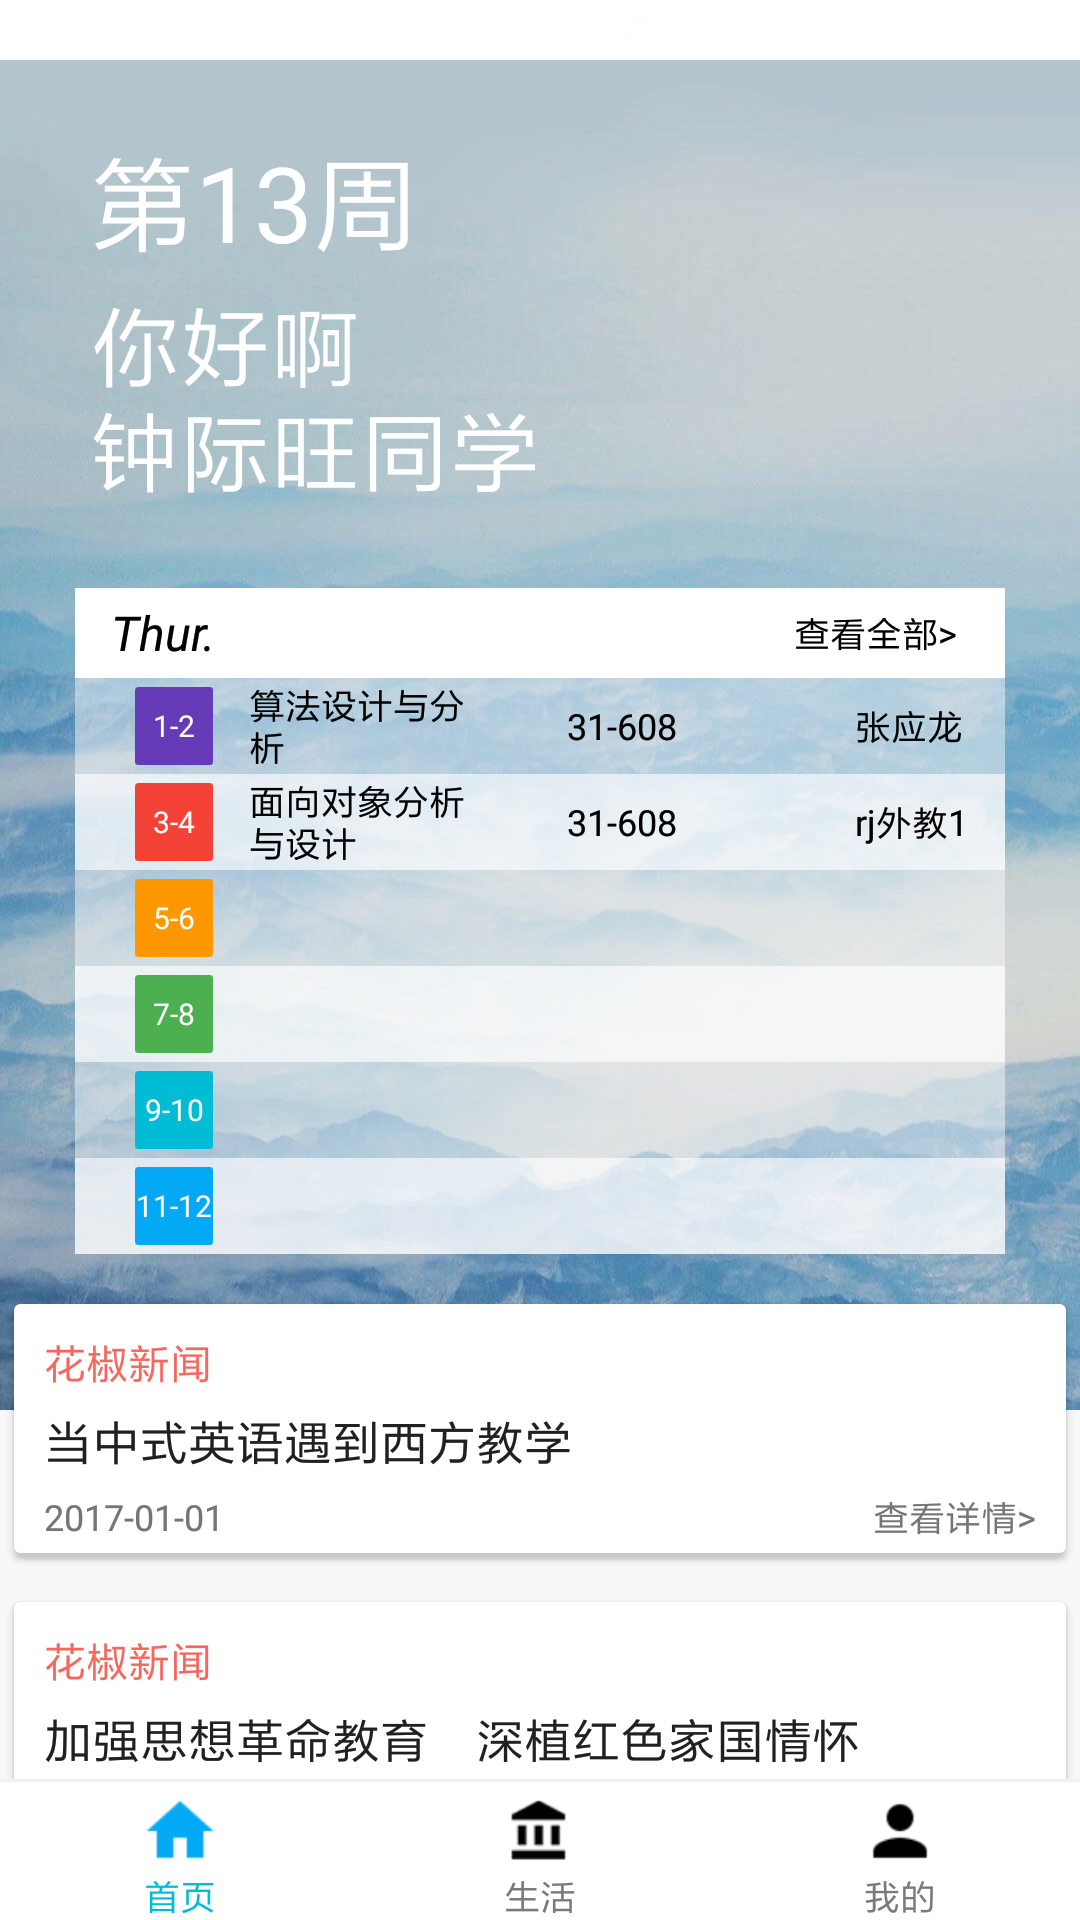 第13周
你好啊
钟际旺同学
Thur.
查看全部>
1-2
算法设计与分
析
31-608
张应龙
3-4
面向对象分析
与设计
31-608
rj外教1
5-6
7-8
9-10
11-12
花椒新闻
当中式英语遇到西方教学
2017-01-01
查看详情>
花椒新闻
加强思想革命教育　深植红色家国情怀
首页
生活
我的